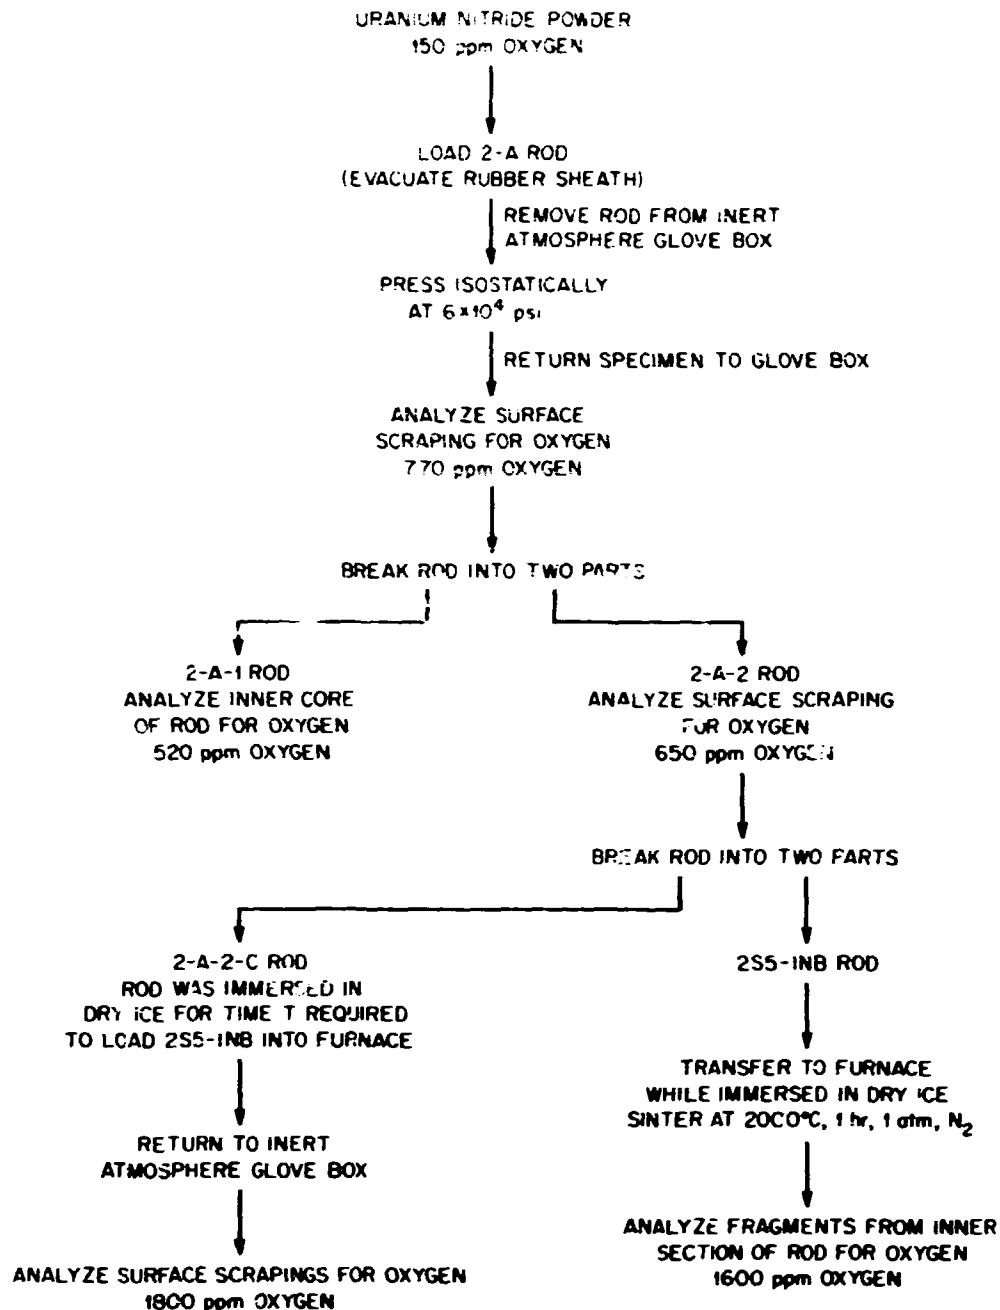 URANIUM NITRIDE POWDER
150 ppm OXYGEN
LOAD 2-A ROD
(EVACUATE RUBBER SHEATH)
REMOVE ROD FROM INERT
ATMOSPHERE GLOVE BOX
PRESS ISOSTATICALLY
AT 6×10⁴ psi
RETURN SPECIMEN TO GLOVE BOX
ANALYZE SURFACE
SCRAPING FOR OXYGEN
770 ppm OXYGEN
BREAK ROD INTO TWO PARTS
2-A-1 ROD
ANALYZE INNER CORE
OF ROD FOR OXYGEN
520 ppm OXYGEN
2-A-2 ROD
ANALYZE SURFACE SCRAPING
FOR OXYGEN
650 ppm OXYGEN
BREAK ROD INTO TWO PARTS
2-A-2-C ROD
ROD WAS IMMERSED IN
DRY ICE FOR TIME T REQUIRED
TO LOAD 2S5-INB INTO FURNACE
RETURN TO INERT
ATMOSPHERE GLOVE BOX
ANALYZE SURFACE SCRAPINGS FOR OXYGEN
1800 ppm OXYGEN
2S5-INB ROD
TRANSFER TO FURNACE
WHILE IMMERSED IN DRY ICE
SINTER AT 2000°C, 1 hr, 1 atm, N₂
ANALYZE FRAGMENTS FROM INNER
SECTION OF ROD FOR OXYGEN
1600 ppm OXYGEN